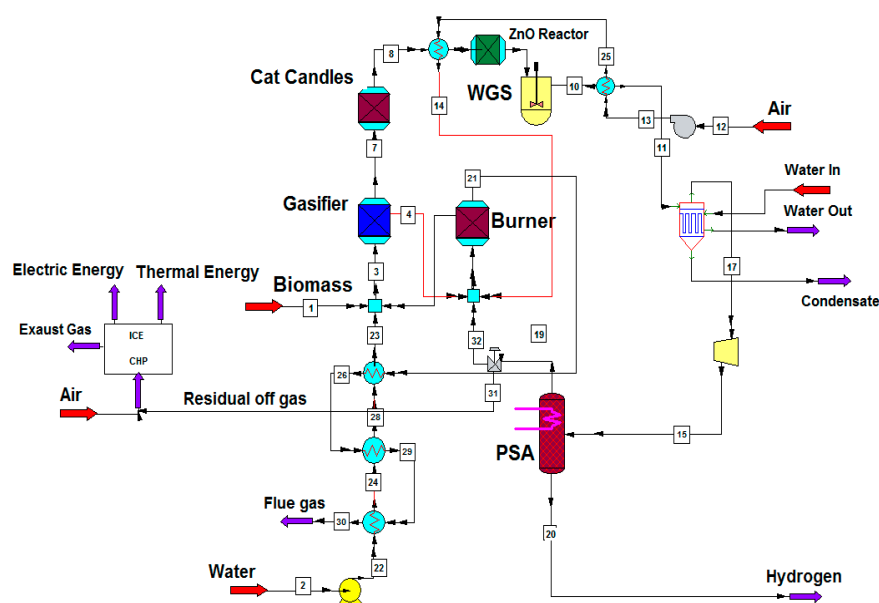 ZnO Reactor
8
25
Cat Candles
WGS
10
14
13
12
Air
11
7
Water In
21
Gasifier
4
Burner
Water Out
Electric Energy
Thermal Energy
3
17
Biomass
1
Condensate
Exaust Gas
ICE
CHP
23
32
19
26
31
Air
Residual off gas
28
15
PSA
29
24
Flue gas
30
20
22
Water
2
Hydrogen